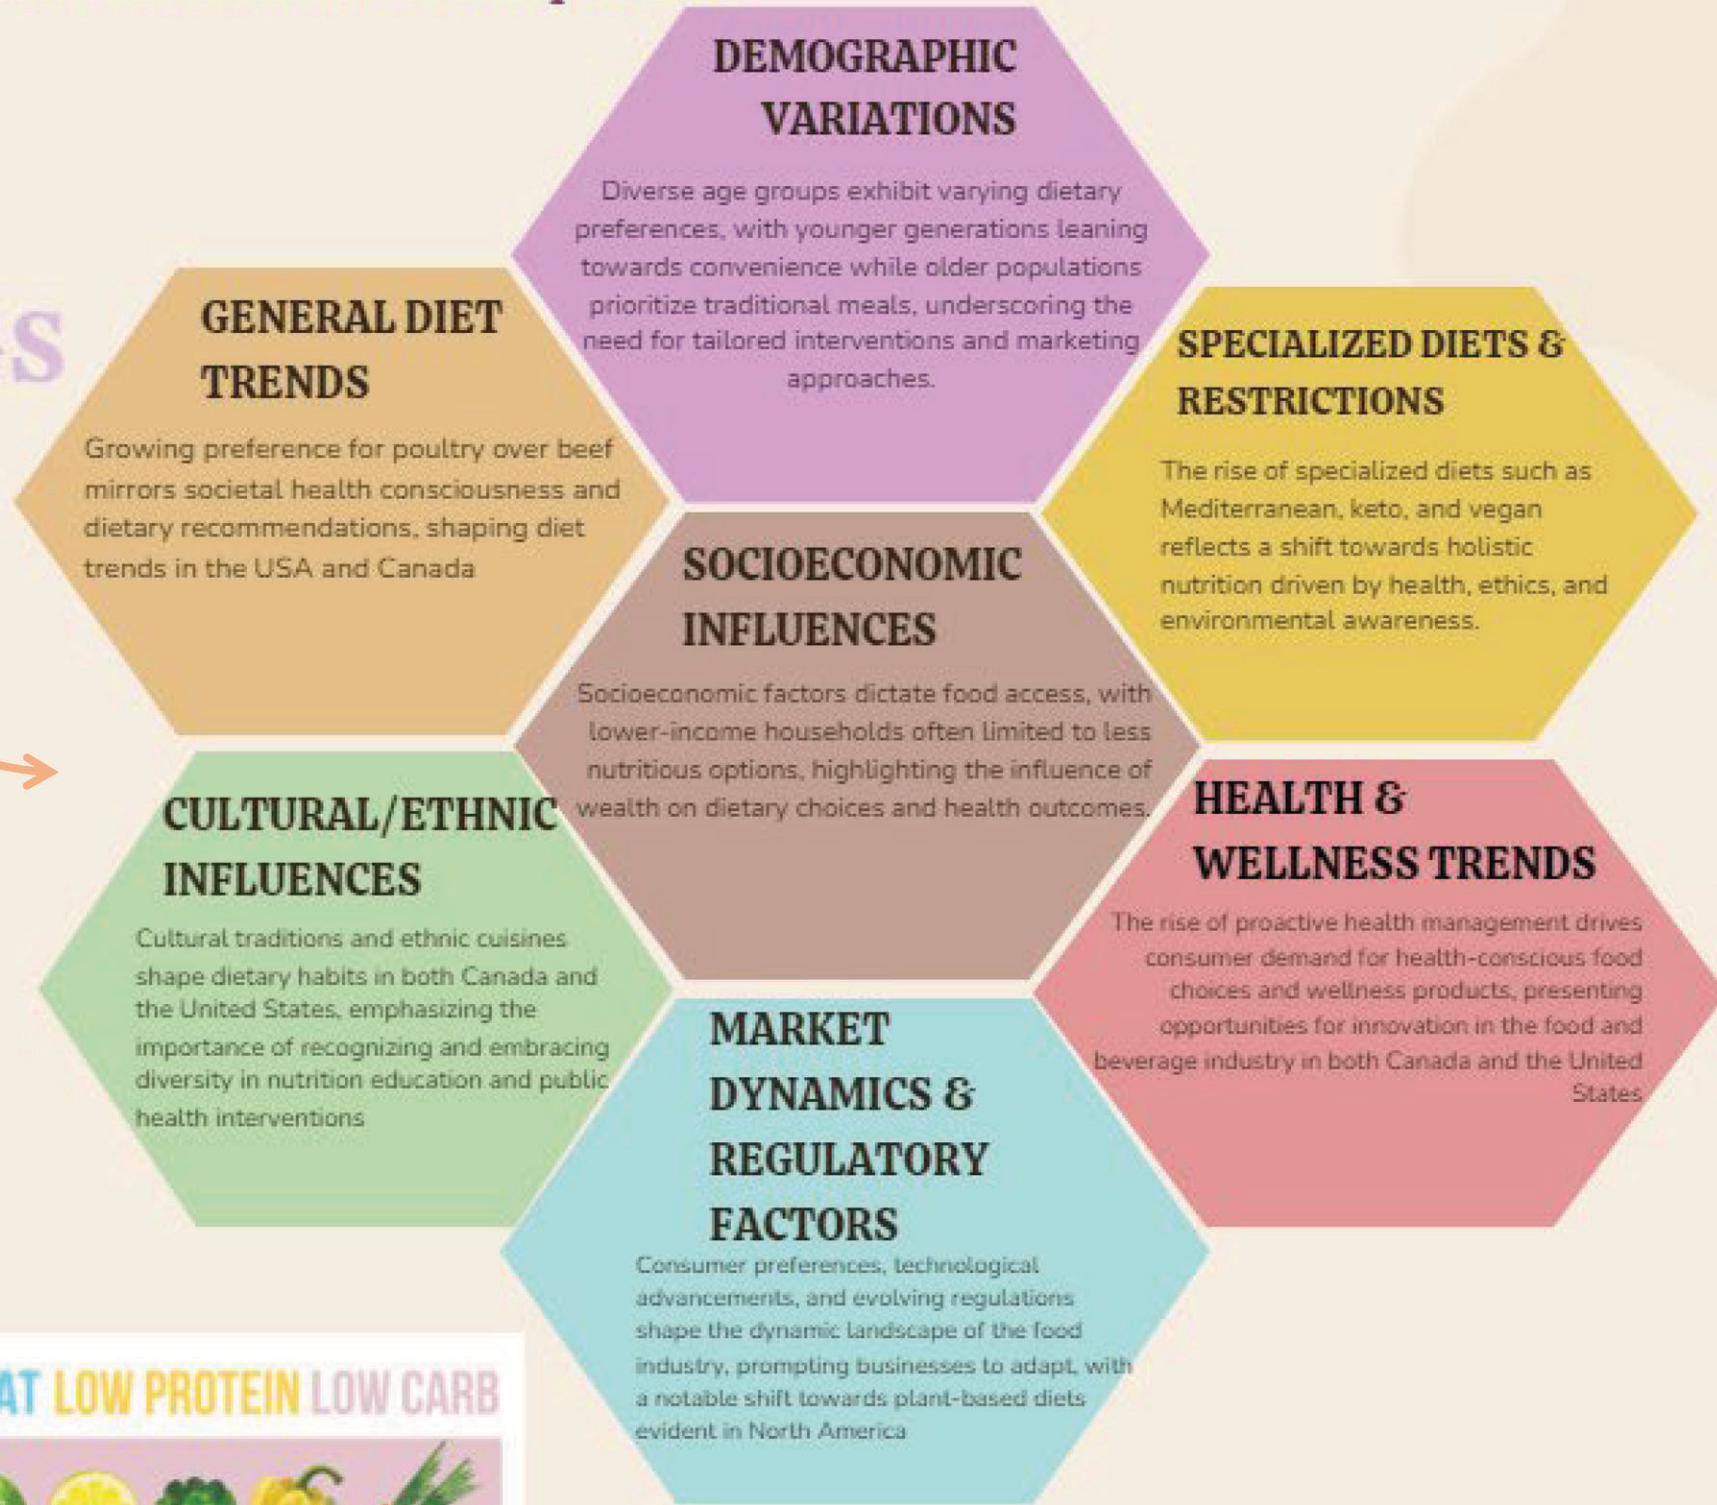 DEMOGRAPHIC
VARIATIONS
Diverse age groups exhibit varying dietary
preferences, with younger generations leaning
towards convenience while older populations
prioritize traditional meals, underscoring the
need for tailored interventions and marketing
approaches.
GENERAL DIET
TRENDS
Growing preference for poultry over beef
mirrors societal health consciousness and
dietary recommendations, shaping diet
trends in the USA and Canada
SPECIALIZED DIETS &
RESTRICTIONS
The rise of specialized diets such as
Mediterranean, keto, and vegan
reflects a shift towards holistic
nutrition driven by health, ethics, and
environmental awareness.
SOCIOECONOMIC
INFLUENCES
Socioeconomic factors dictate food access, with
lower-income households often limited to less
nutritious options, highlighting the influence of
wealth on dietary choices and health outcomes.
CULTURAL/ETHNIC
INFLUENCES
Cultural traditions and ethnic cuisines
shape dietary habits in both Canada and
the United States, emphasizing the
importance of recognizing and embracing
diversity in nutrition education and public
health interventions
HEALTH &
WELLNESS TRENDS
The rise of proactive health management drives
consumer demand for health-conscious food
choices and wellness products, presenting
opportunities for innovation in the food and
beverage industry in both Canada and the United
States
MARKET
DYNAMICS &
REGULATORY
FACTORS
Consumer preferences, technological
advancements, and evolving regulations
shape the dynamic landscape of the food
industry, prompting businesses to adapt, with
a notable shift towards plant-based diets
evident in North America
LOW PROTEIN LOW CARB